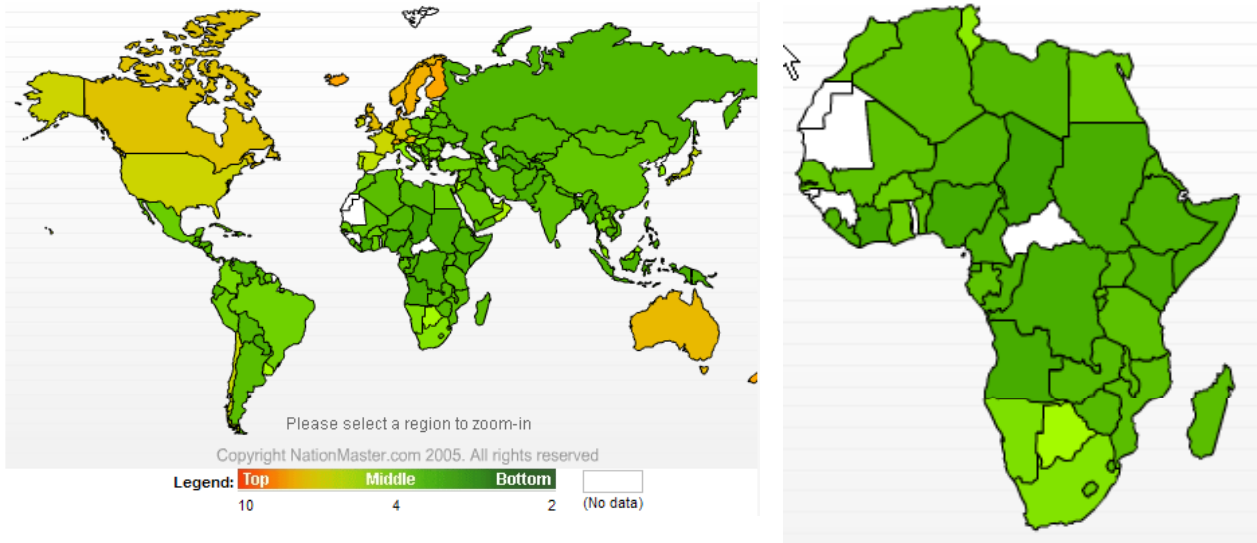 Please select a region to zoom-in
Copyright NationMaster.com 2005. All rights reserved
Legend: Top Middle Bottom
10 4 2 (No data)